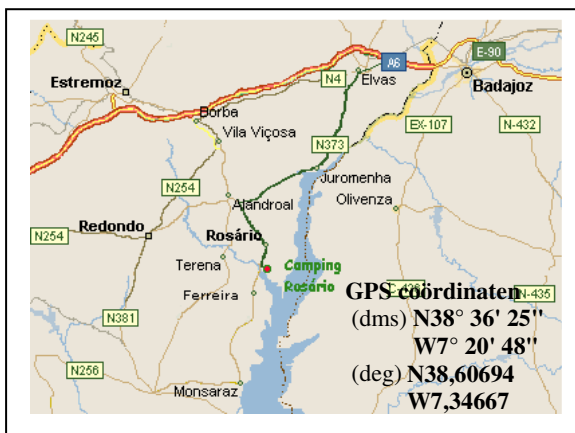 N245
A6
E-90
Estremoz
N4
Elvas
Badajoz
Borba
Vila Viçosa
EX-107
N-432
N373
Juromenha
N254
Alandroal
Olivenza
Redondo
N254
Rosário
Terena
Camping
Rosário
Ferreira
GPS coördinaten
N-435
(dms) N38° 36' 25"
N381
W7° 20' 48"
N256
(deg) N38,60694
Monsaraz
W7,34667